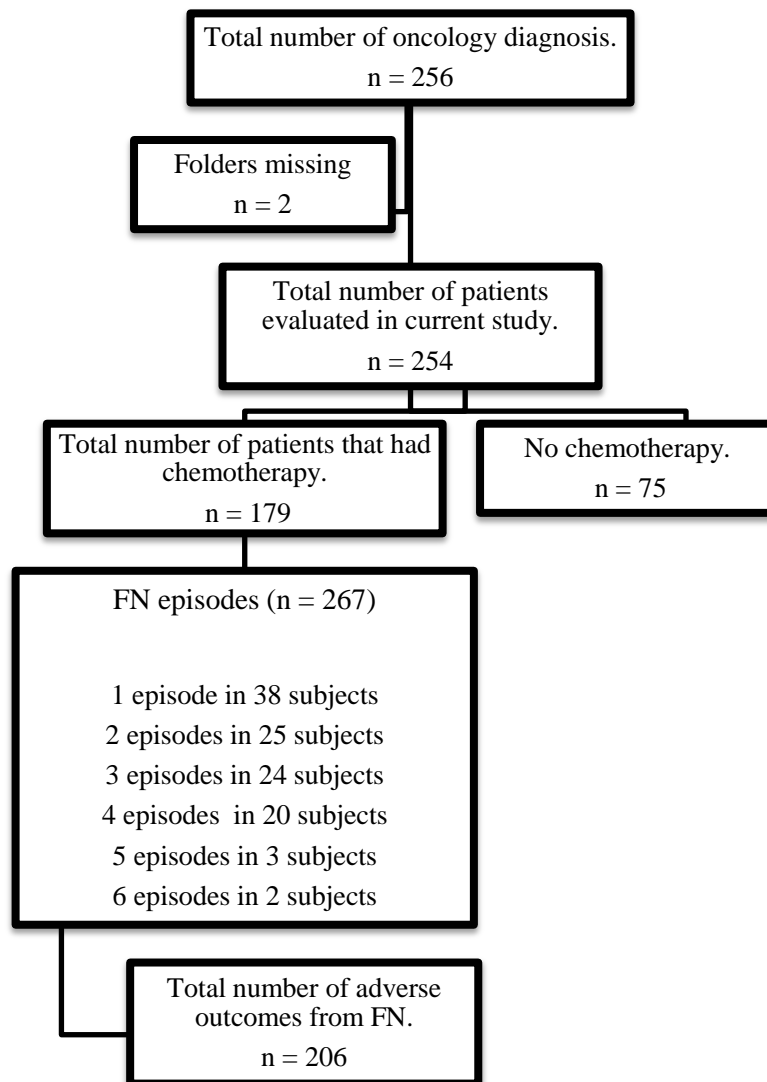 Total number of oncology diagnosis.
n = 256
Folders missing
n = 2
Total number of patients
evaluated in current study.
n = 254
Total number of patients that had
chemotherapy.
n = 179
No chemotherapy.
n = 75
FN episodes (n = 267)
1 episode in 38 subjects
2 episodes in 25 subjects
3 episodes in 24 subjects
4 episodes  in 20 subjects
5 episodes in 3 subjects
6 episodes in 2 subjects
Total number of adverse
outcomes from FN.
n = 206